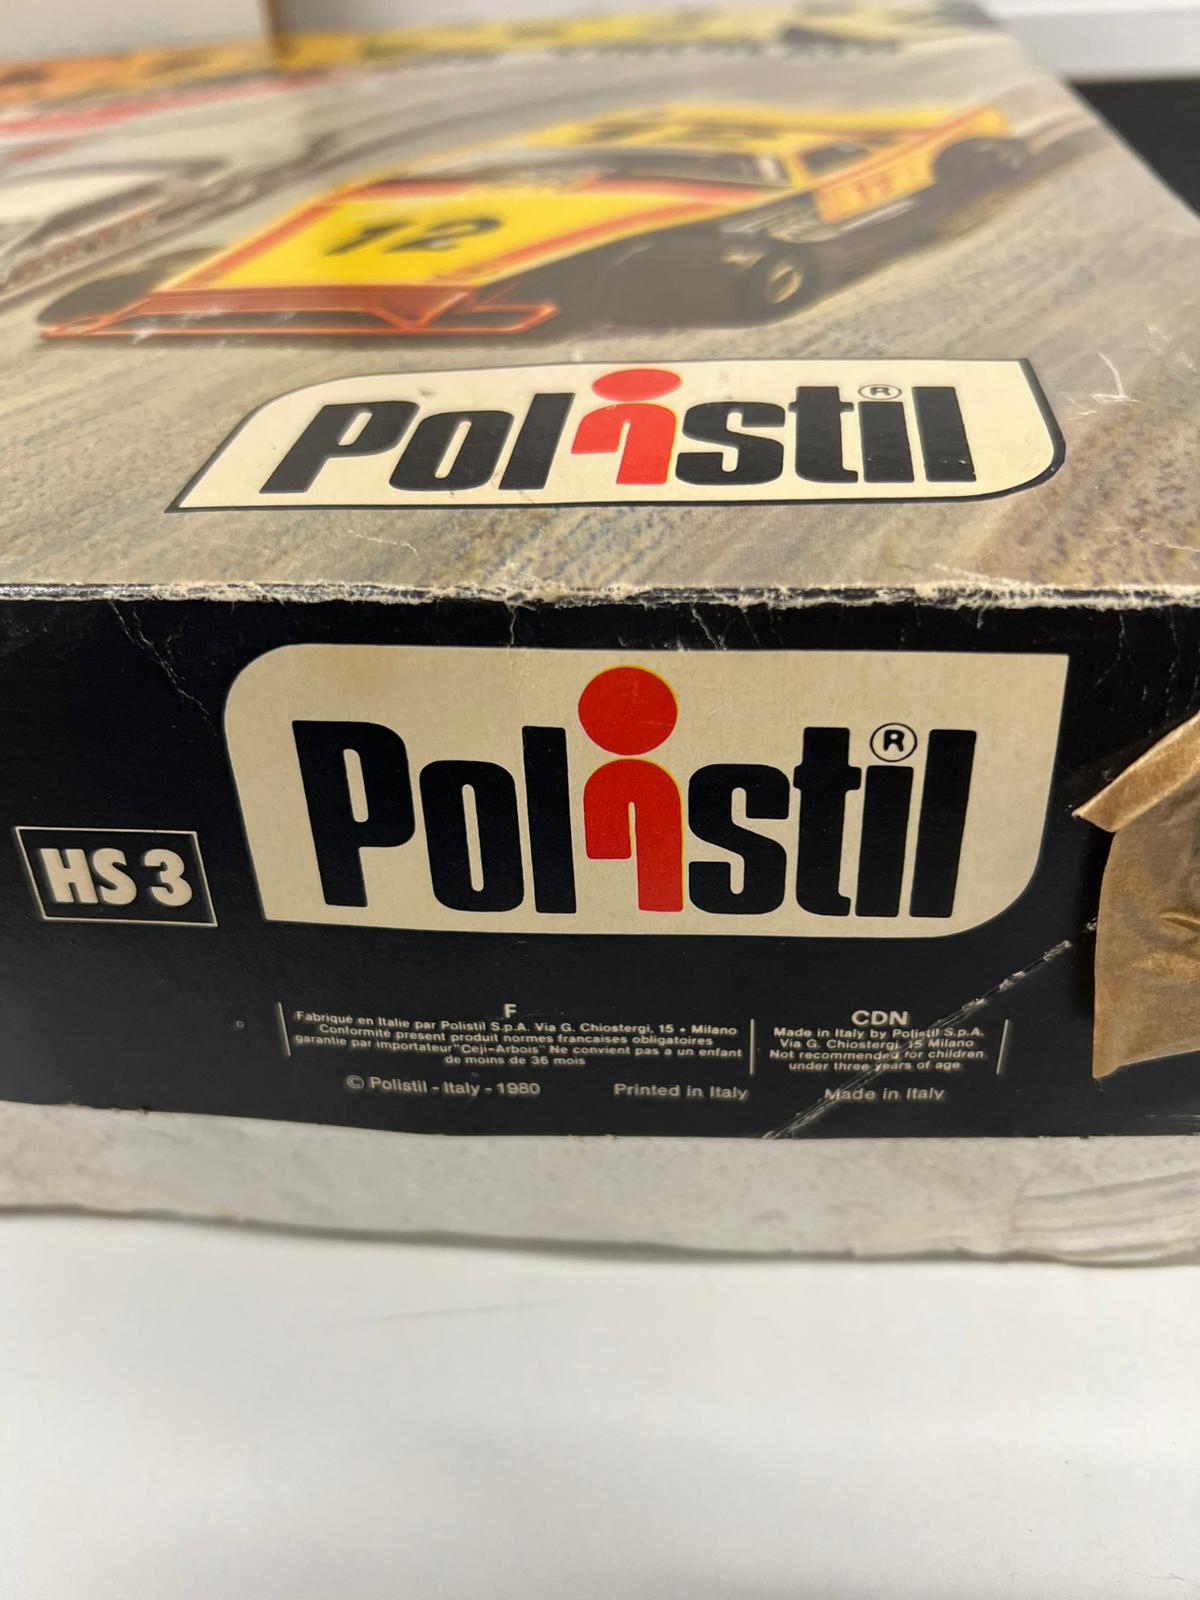 12
12
Polistil®
Polistil®
HS3
F
Fabriqué en Italie par Polistil S.p.A. Via G. Chiostergi, 15 • Milano
Conformité present produit normes francaises obligatoires
garantie par importateur "Ceji-Arbois" Ne convient pas a un enfant
de moins de 36 mois
CDN
Made in Italy by Polistil S.p.A.
Via G. Chiostergi, 15 Milano
Not recommended for children
under three years of age
© Polistil - Italy - 1980 Printed in Italy Made in Italy